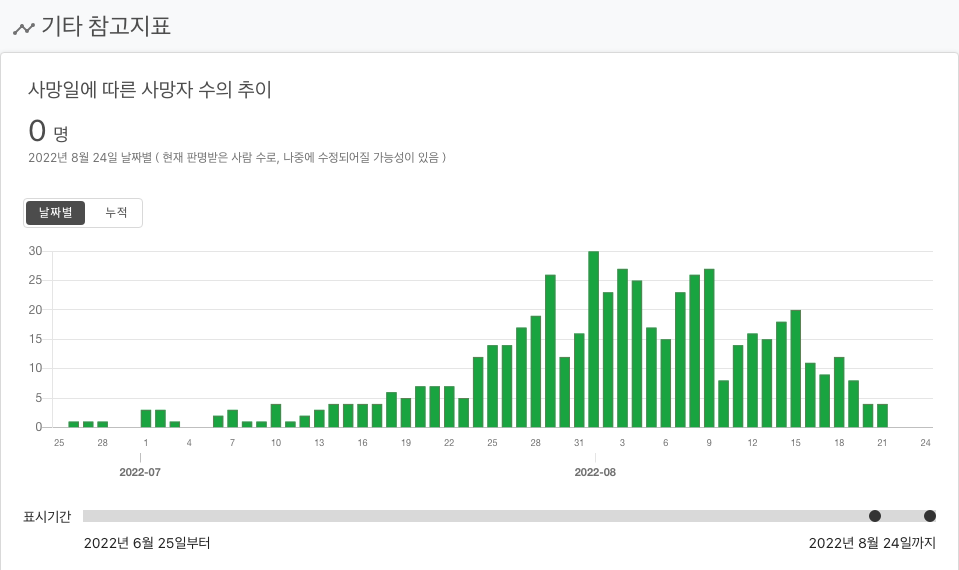 기타 참고지표
사망일에 따른 사망자 수의 추이
0 명
2022년 8월 24일 날짜별 ( 현재 판명받은 사람 수로, 나중에 수정되어질 가능성이 있음 )
날짜별 누적
30
25
20
15
10
5
0
25 28 1 4 7 10 13 16 19 22 25 28 31 3 6 9 12 15 18 21 24
2022-07 2022-08
표시기간
2022년 6월 25일부터 2022년 8월 24일까지